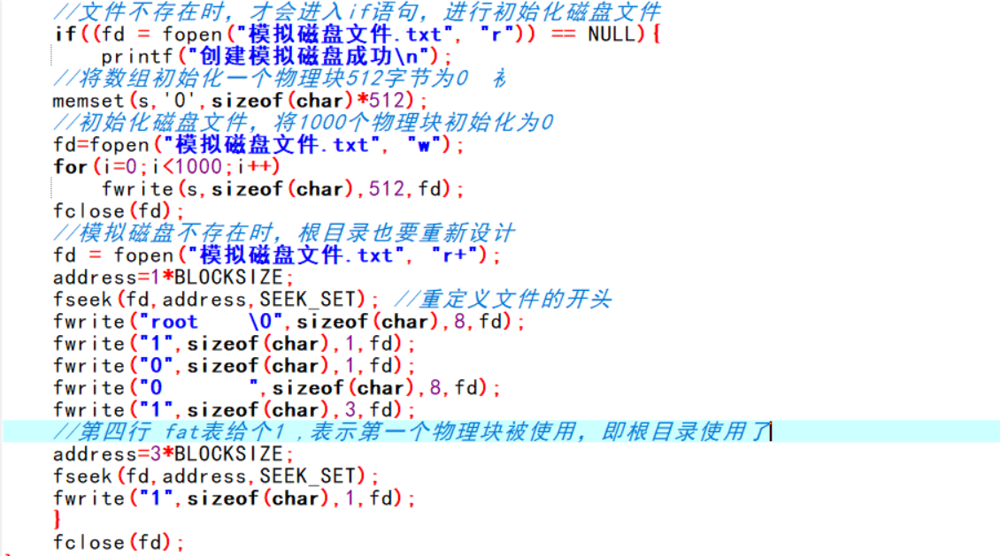 //文件不存在时，才会进入if语句，进行初始化磁盘文件
if((fd = fopen("模拟磁盘文件.txt", "r")) == NULL){
printf("创建模拟磁盘成功\n");
//将数组初始化一个物理块512字节为0
memset(s,'0',sizeof(char)*512);
//初始化磁盘文件，将1000个物理块初始化为0
fd=fopen("模拟磁盘文件.txt", "w");
for(i=0;i<1000;i++)
fwrite(s,sizeof(char),512,fd);
fclose(fd);
//模拟磁盘不存在时，根目录也要重新设计
fd = fopen("模拟磁盘文件.txt", "r+");
address=1*BLOCKSIZE;
fseek(fd,address,SEEK_SET); //重定义文件的开头
fwrite("root    \0",sizeof(char),8,fd);
fwrite("1",sizeof(char),1,fd);
fwrite("0",sizeof(char),1,fd);
fwrite("0       ",sizeof(char),8,fd);
fwrite("1",sizeof(char),3,fd);
//第四行 fat表给个1 ,表示第一个物理块被使用，即根目录使用了
address=3*BLOCKSIZE;
fseek(fd,address,SEEK_SET);
fwrite("1",sizeof(char),1,fd);
}
fclose(fd);